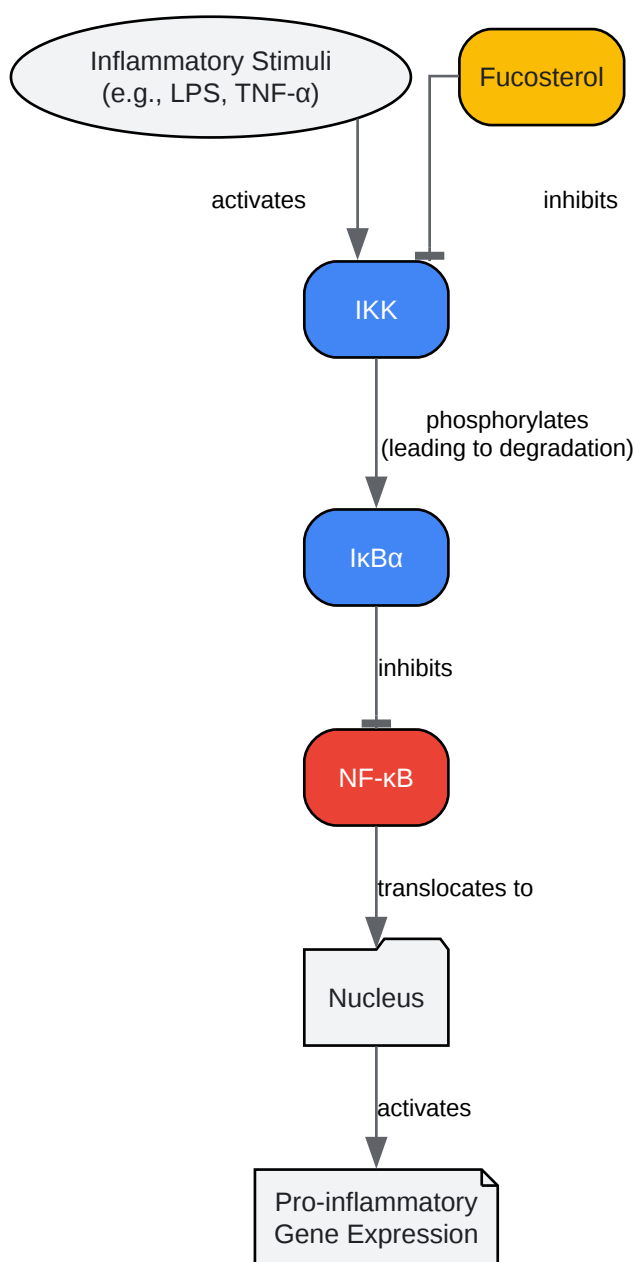 Inflammatory Stimuli
(e.g., LPS, TNF-α)
Fucosterol
activates
inhibits
IKK
phosphorylates
(leading to degradation)
IκBα
inhibits
NF-κB
translocates to
Nucleus
activates
Pro-inflammatory
Gene Expression